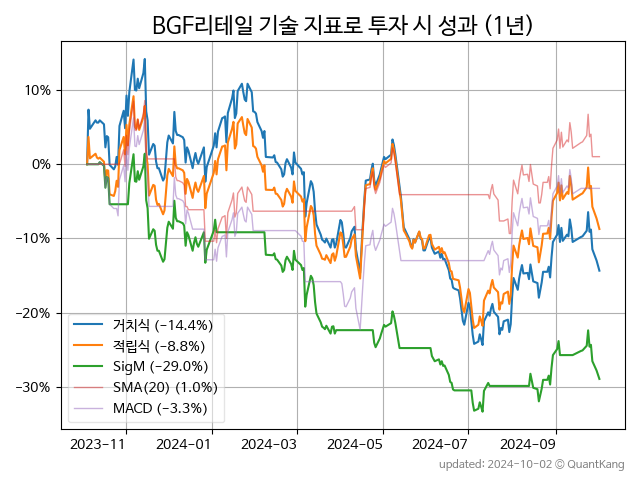 BGF리테일 기술 지표로 투자 시 성과 (1년)
10%
0%
−10%
−20%
−30%
거치식 (−14.4%)
적립식 (−8.8%)
SigM (−29.0%)
SMA(20) (1.0%)
MACD (−3.3%)
2023-11 2024-01 2024-03 2024-05 2024-07 2024-09
updated: 2024-10-02 © QuantKang